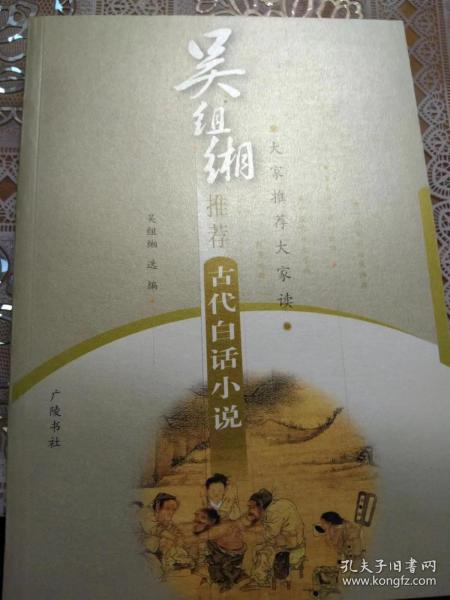 吴组缃
推荐
古代白话小说
大家推荐大家读
吴组缃 选编
广陵书社
孔夫子旧书网
www.kongfz.com